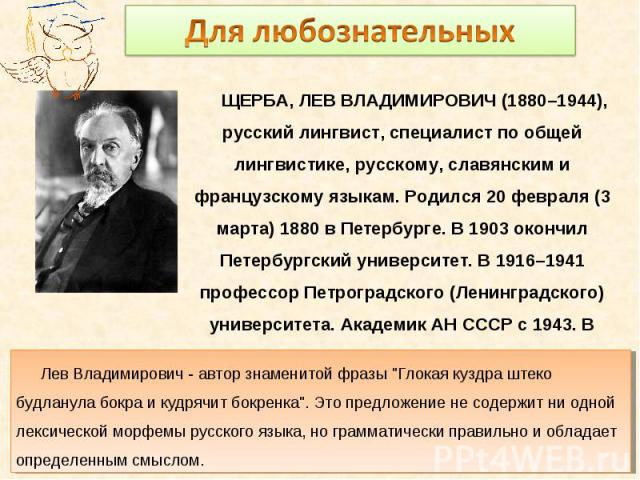 Для любознательных
ЩЕРБА, ЛЕВ ВЛАДИМИРОВИЧ (1880–1944),
русский лингвист, специалист по общей
лингвистике, русскому, славянским и
французскому языкам. Родился 20 февраля (3
марта) 1880 в Петербурге. В 1903 окончил
Петербургский университет. В 1916–1941
профессор Петроградского (Ленинградского)
университета. Академик АН СССР с 1943. В
Лев Владимирович - автор знаменитой фразы "Глокая куздра штеко
будланула бокра и кудрячит бокренка". Это предложение не содержит ни одной
лексической морфемы русского языка, но грамматически правильно и обладает
определенным смыслом.
PPt4WEB.ru